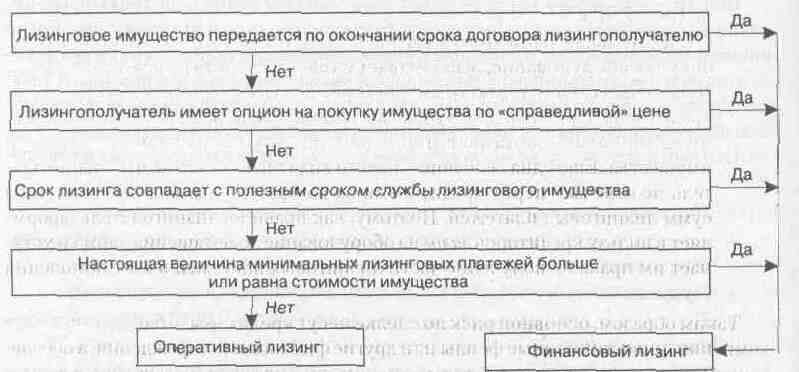 Лизинговое имущество передается по окончании срока договора лизингополучателю
Да
Нет
Лизингополучатель имеет опцион на покупку имущества по «справедливой» цене
Да
Нет
Срок лизинга совпадает с полезным сроком службы лизингового имущества
Да
Нет
Настоящая величина минимальных лизинговых платежей больше
или равна стоимости имущества
Да
Нет
Оперативный лизинг
Финансовый лизинг